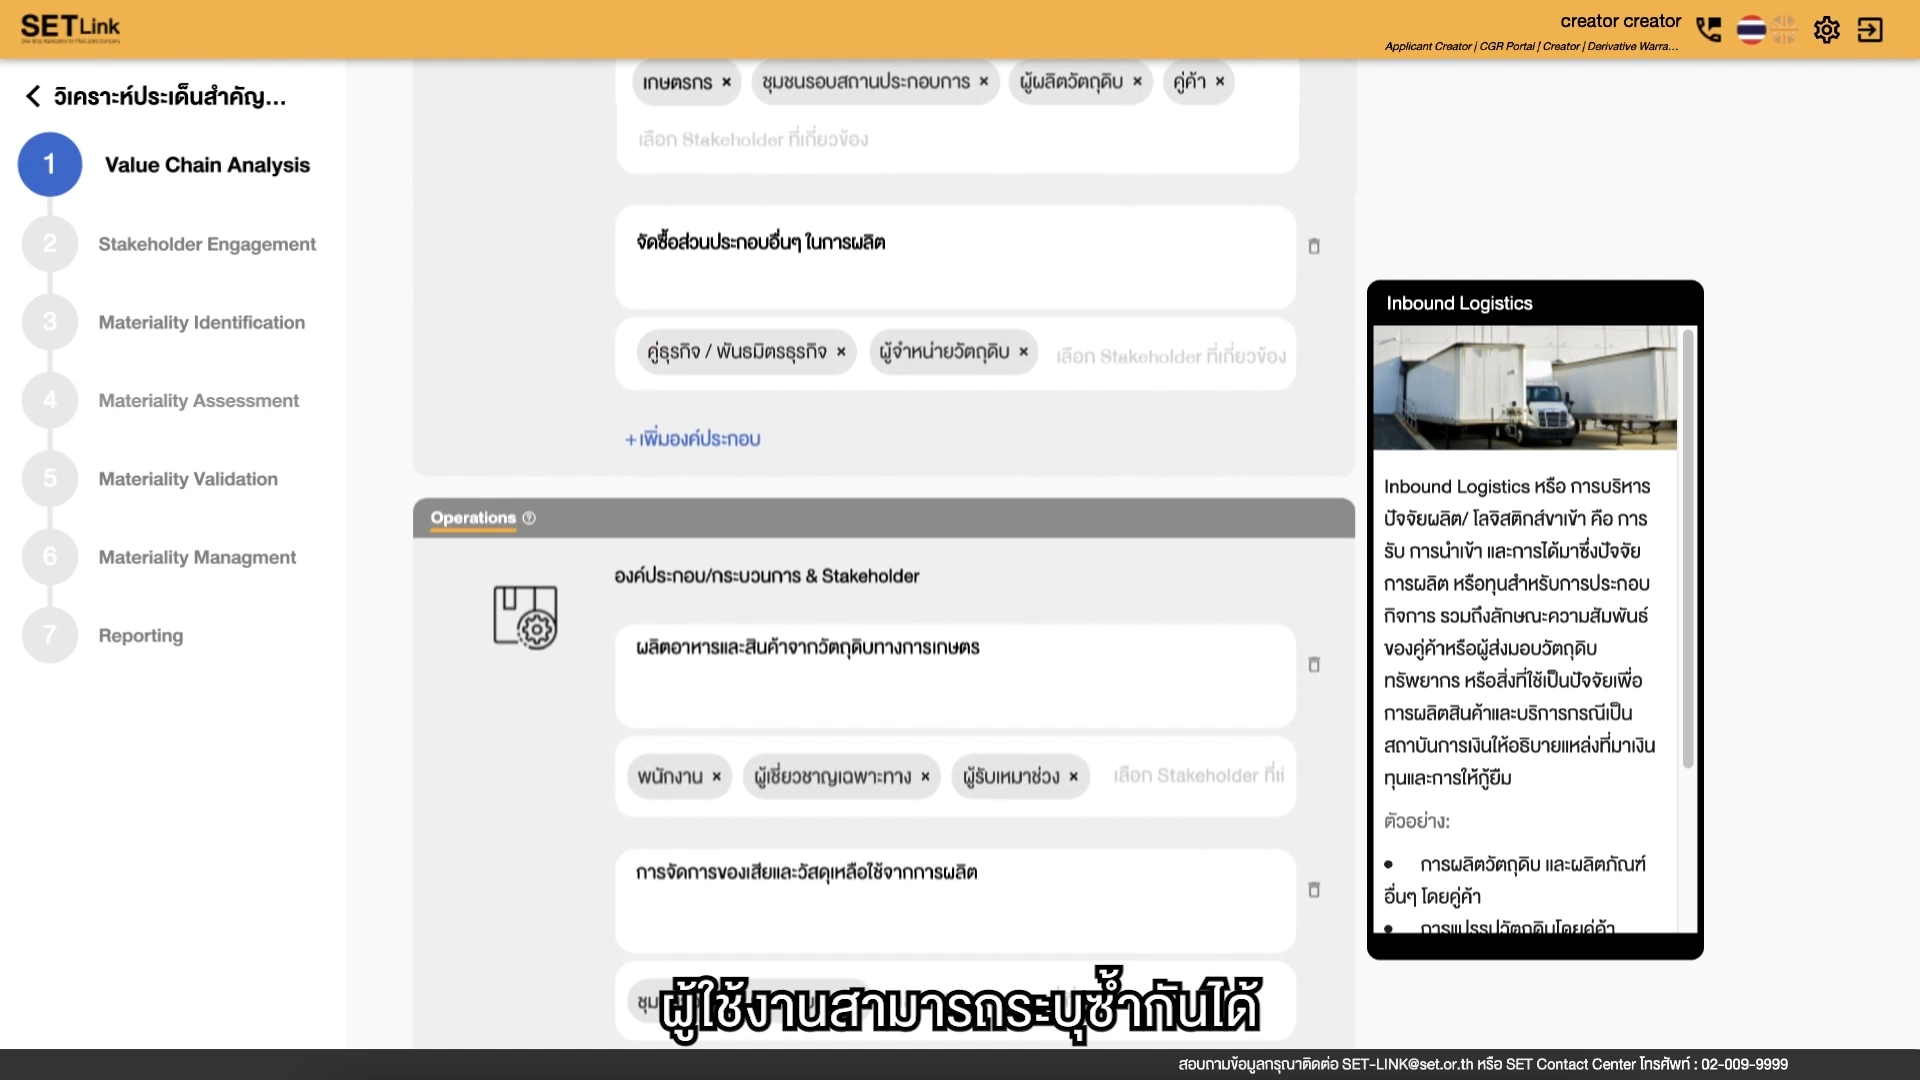 SET Link
creator creator
Applicant Creator | CGR Portal | Creator | Derivative Warra...
วิเคราะห์ประเด็นสำคัญ...
1 Value Chain Analysis
2 Stakeholder Engagement
3 Materiality Identification
4 Materiality Assessment
5 Materiality Validation
6 Materiality Managment
7 Reporting
เกษตรกร × ชุมชนรอบสถานประกอบการ × ผู้ผลิตวัตถุดิบ × คู่ค้า ×
เลือก Stakeholder ที่เกี่ยวข้อง
จัดซื้อส่วนประกอบอื่นๆ ในการผลิต
คู่ธุรกิจ / พันธมิตรธุรกิจ × ผู้จำหน่ายวัตถุดิบ × เลือก Stakeholder ที่เกี่ยวข้อง
+ เพิ่มองค์ประกอบ
Operations
องค์ประกอบ/กระบวนการ & Stakeholder
ผลิตอาหารและสินค้าจากวัตถุดิบทางการเกษตร
พนักงาน × ผู้เชี่ยวชาญเฉพาะทาง × ผู้รับเหมาช่วง × เลือก Stakeholder ที่เ
การจัดการของเสียและวัสดุเหลือใช้จากการผลิต
ชุม
Inbound Logistics
Inbound Logistics หรือ การบริหาร
ปัจจัยผลิต/ โลจิสติกส์ขาเข้า คือ การ
รับ การนำเข้า และการได้มาซึ่งปัจจัย
การผลิต หรือทุนสำหรับการประกอบ
กิจการ รวมถึงลักษณะความสัมพันธ์
ของคู่ค้าหรือผู้ส่งมอบวัตถุดิบ
ทรัพยากร หรือสิ่งที่ใช้เป็นปัจจัยเพื่อ
การผลิตสินค้าและบริการกรณีเป็น
สถาบันการเงินให้อธิบายแหล่งที่มาเงิน
ทุนและการให้กู้ยืม
ตัวอย่าง:
• การผลิตวัตถุดิบ และผลิตภัณฑ์
อื่นๆ โดยคู่ค้า
• การแปรรูปวัตถุดิบโดยคู่ค้า
ผู้ใช้งานสามารถระบุซ้ำกันได้
สอบถามข้อมูลกรุณาติดต่อ SET-LINK@set.or.th หรือ SET Contact Center โทรศัพท์ : 02-009-9999